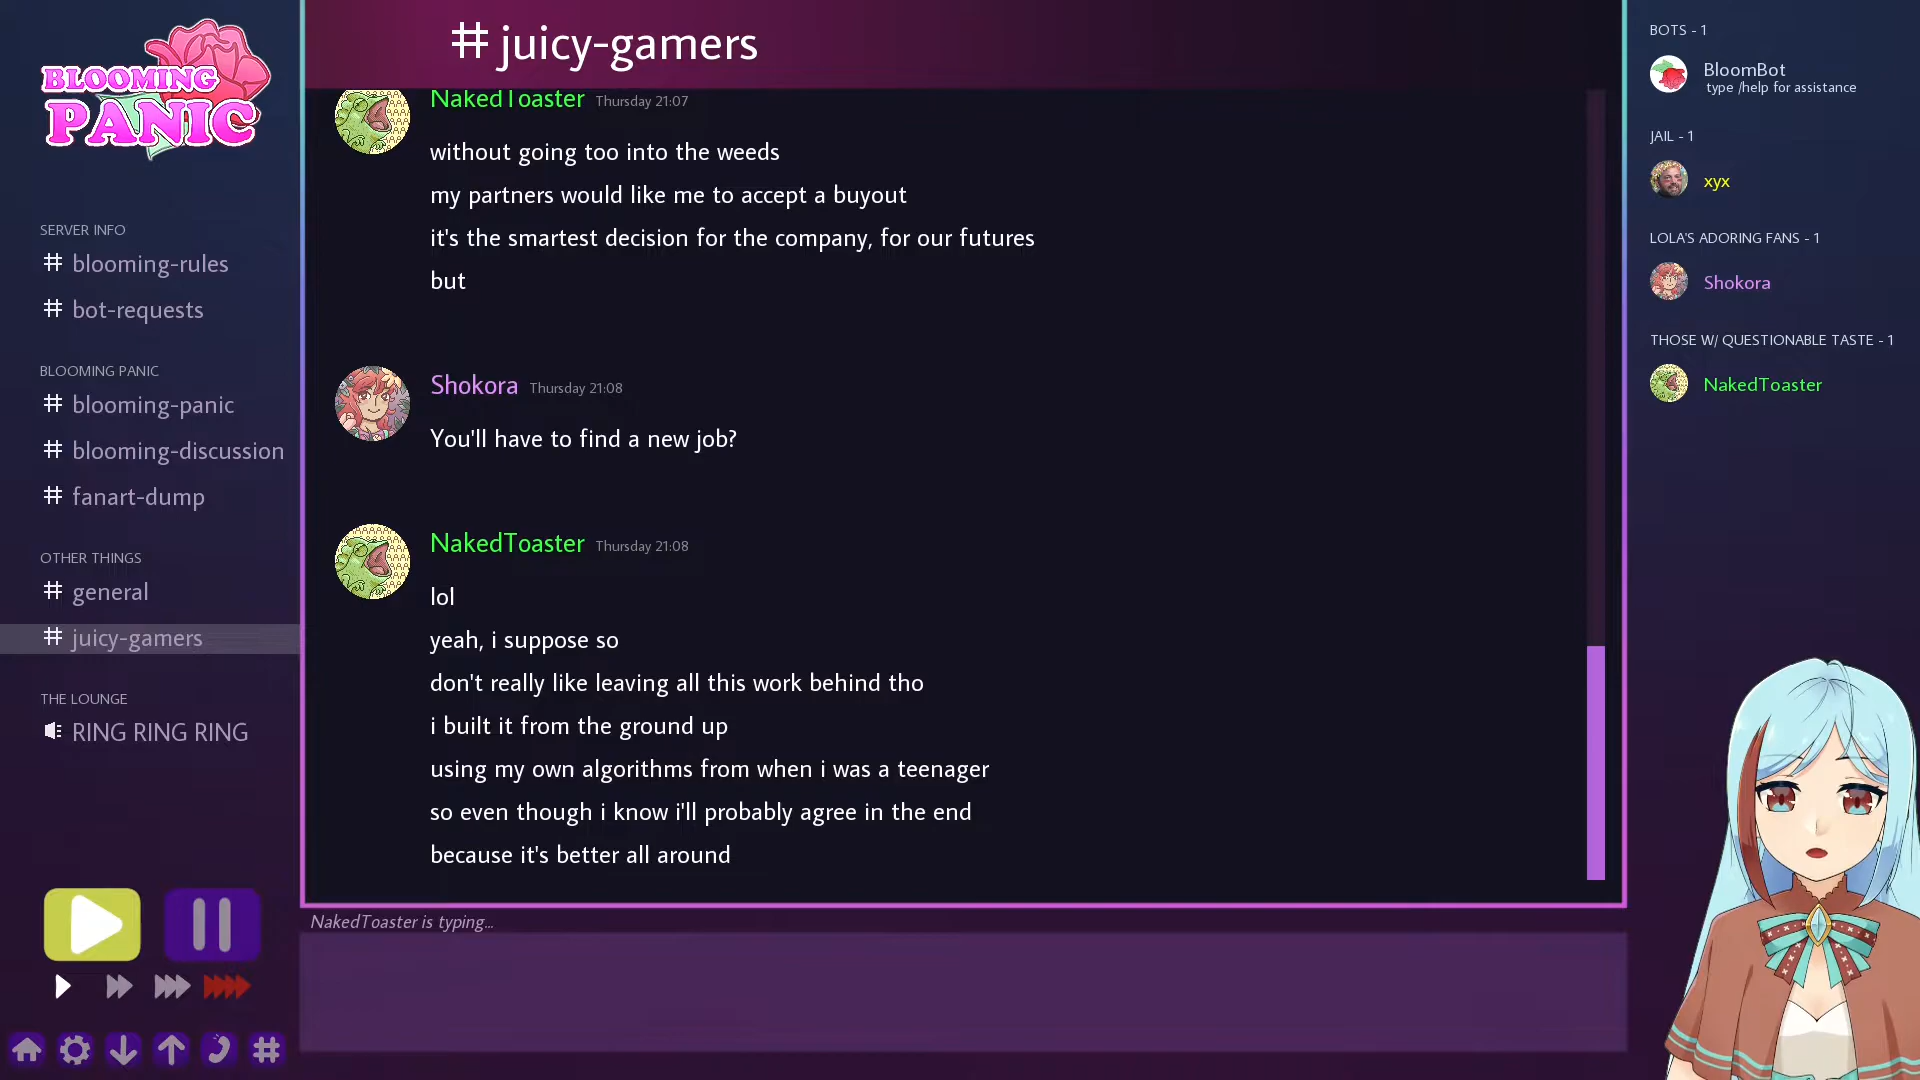 BLOOMING
PANIC
SERVER INFO
# blooming-rules
# bot-requests
BLOOMING PANIC
# blooming-panic
# blooming-discussion
# fanart-dump
OTHER THINGS
# general
# juicy-gamers
THE LOUNGE
RING RING RING
# juicy-gamers
NakedToaster Thursday 21:07
without going too into the weeds
my partners would like me to accept a buyout
it's the smartest decision for the company, for our futures
but
Shokora Thursday 21:08
You'll have to find a new job?
NakedToaster Thursday 21:08
lol
yeah, i suppose so
don't really like leaving all this work behind tho
i built it from the ground up
using my own algorithms from when i was a teenager
so even though i know i'll probably agree in the end
because it's better all around
NakedToaster is typing...
BOTS - 1
BloomBot
type /help for assistance
JAIL - 1
xyx
LOLA'S ADORING FANS - 1
Shokora
THOSE W/ QUESTIONABLE TASTE - 1
NakedToaster